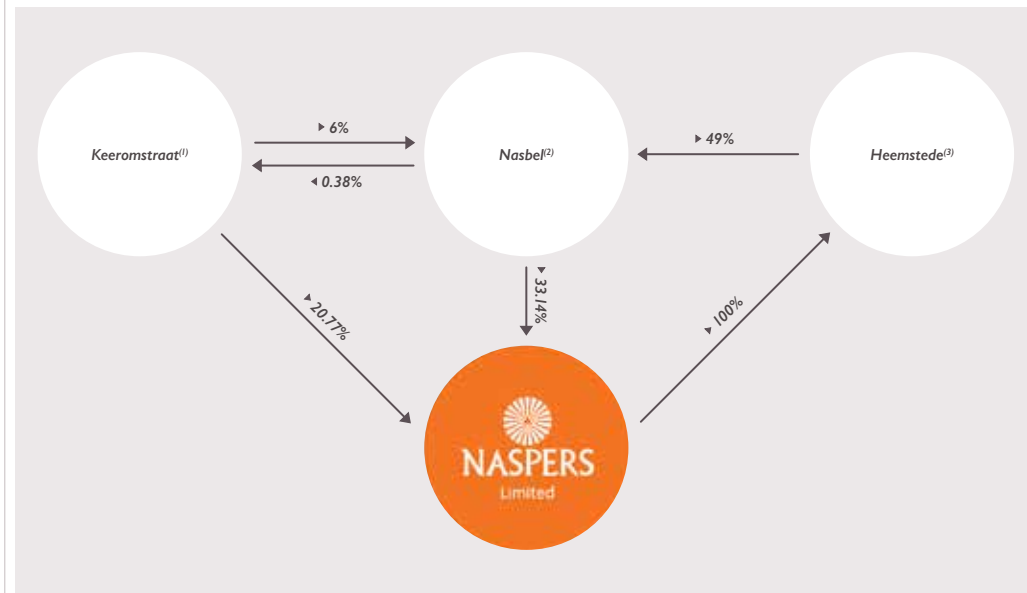 Keeromstraat(1)
6%
0.38%
Nasbel(2)
49%
Heemstede(3)
20.77%
33.14%
100%
NASPERS
Limited